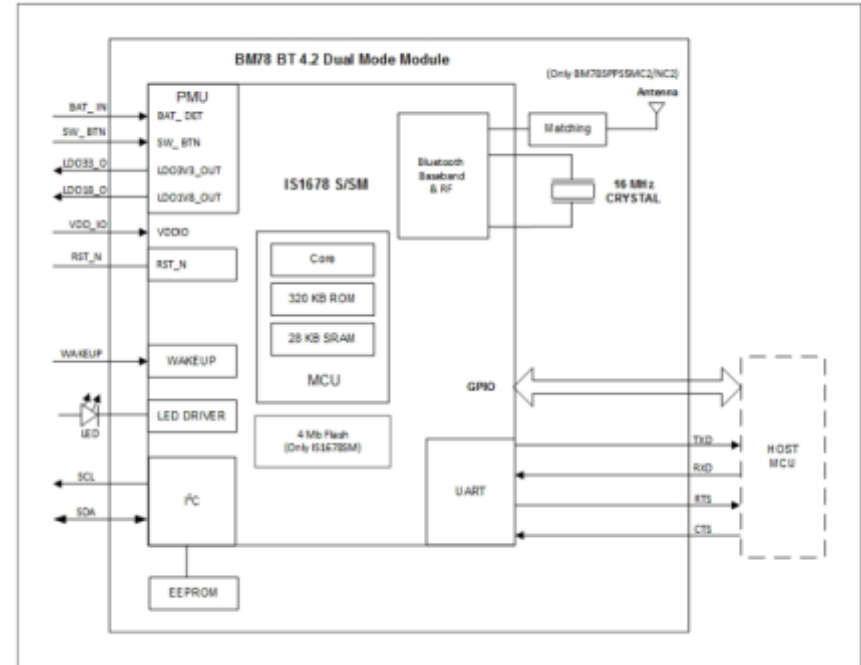 BM78 BT 4.2 Dual Mode Module
(Only BM78SPPS5MC2/NC2)
Antenna
PMU
BAT_IN
BAT_DET
SW_BTN
SW_BTN
LDO33_O
LDO3V3_OUT
LDO18_O
LDO1V8_OUT
VDD_IO
VDDIO
RST_N
RST_N
IS1678 S/SM
Core
320 KB ROM
28 KB SRAM
MCU
4 Mb Flash
(Only IS1678SM)
Bluetooth
Baseband
& RF
Matching
16 MHz
CRYSTAL
WAKEUP
WAKEUP
LED DRIVER
LED
SCL
SDA
I²C
EEPROM
GPIO
UART
TXD
RXD
RTS
CTS
HOST
MCU